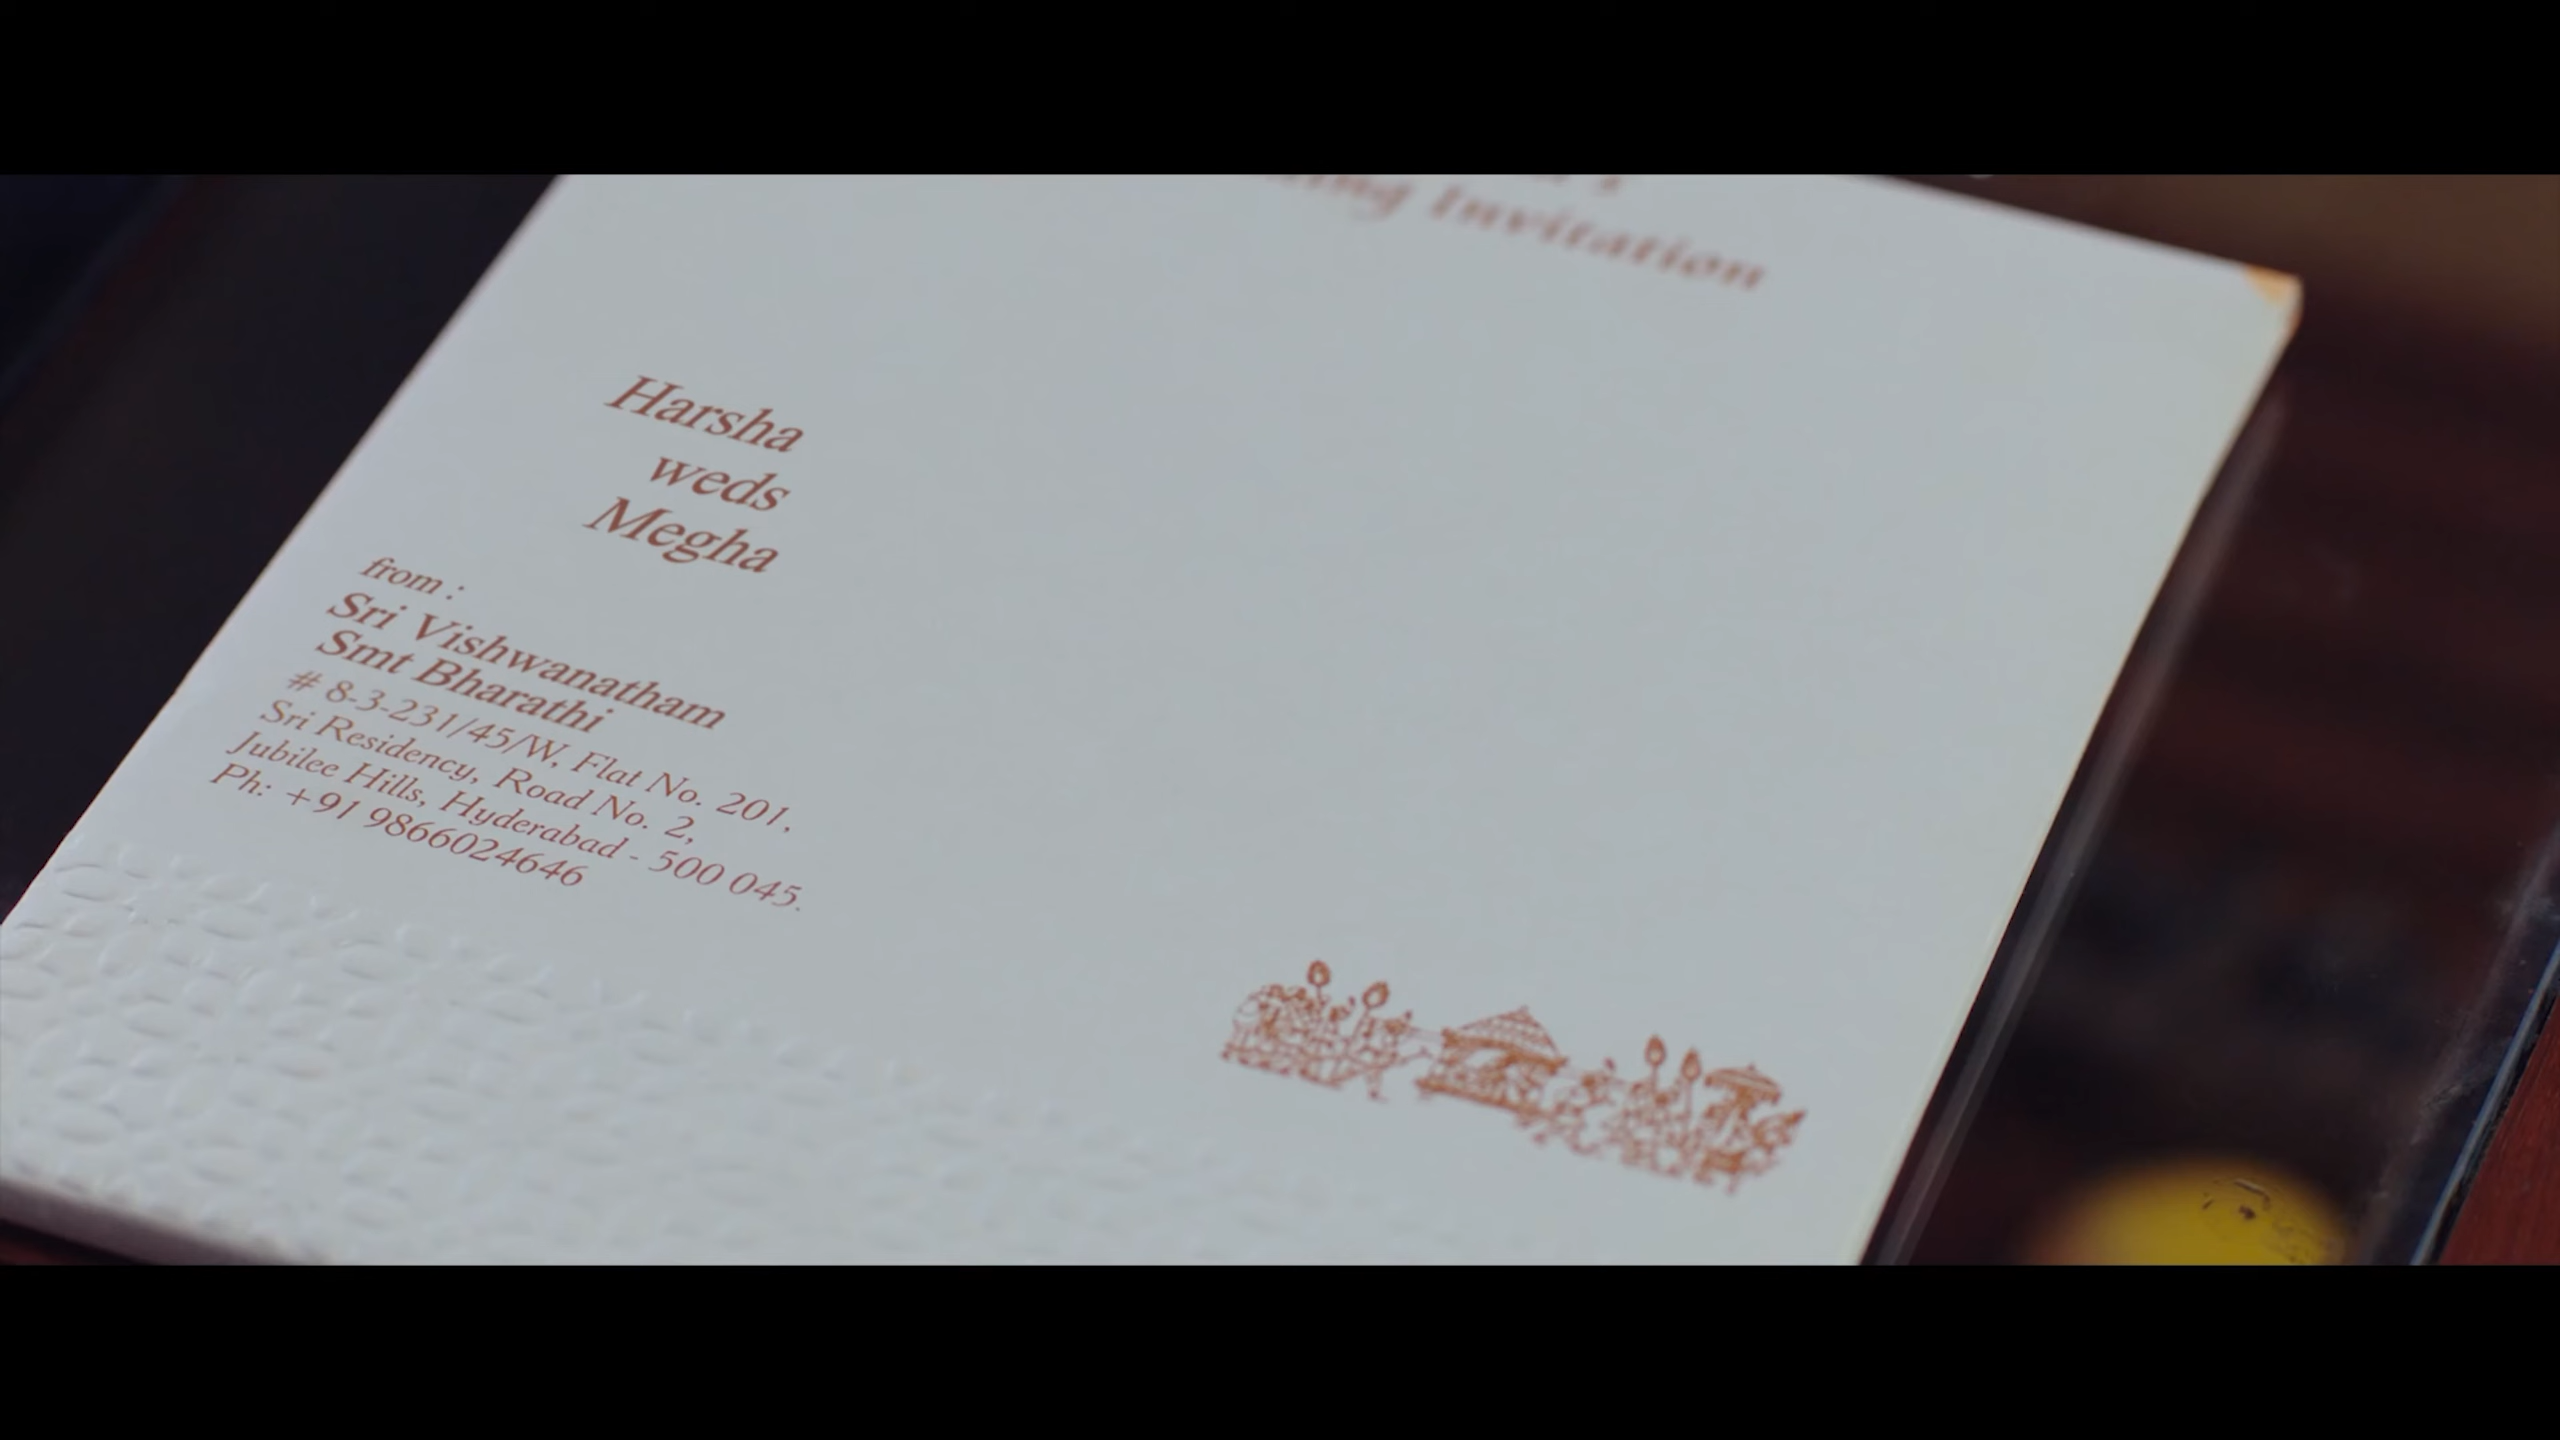 Invitation
Harsha
weds
Megha
from :
Sri Vishwanatham
Smt Bharathi
# 8-3-231/45/W, Flat No. 201,
Sri Residency, Road No. 2,
Jubilee Hills, Hyderabad - 500 045.
Ph: +91 9866024646